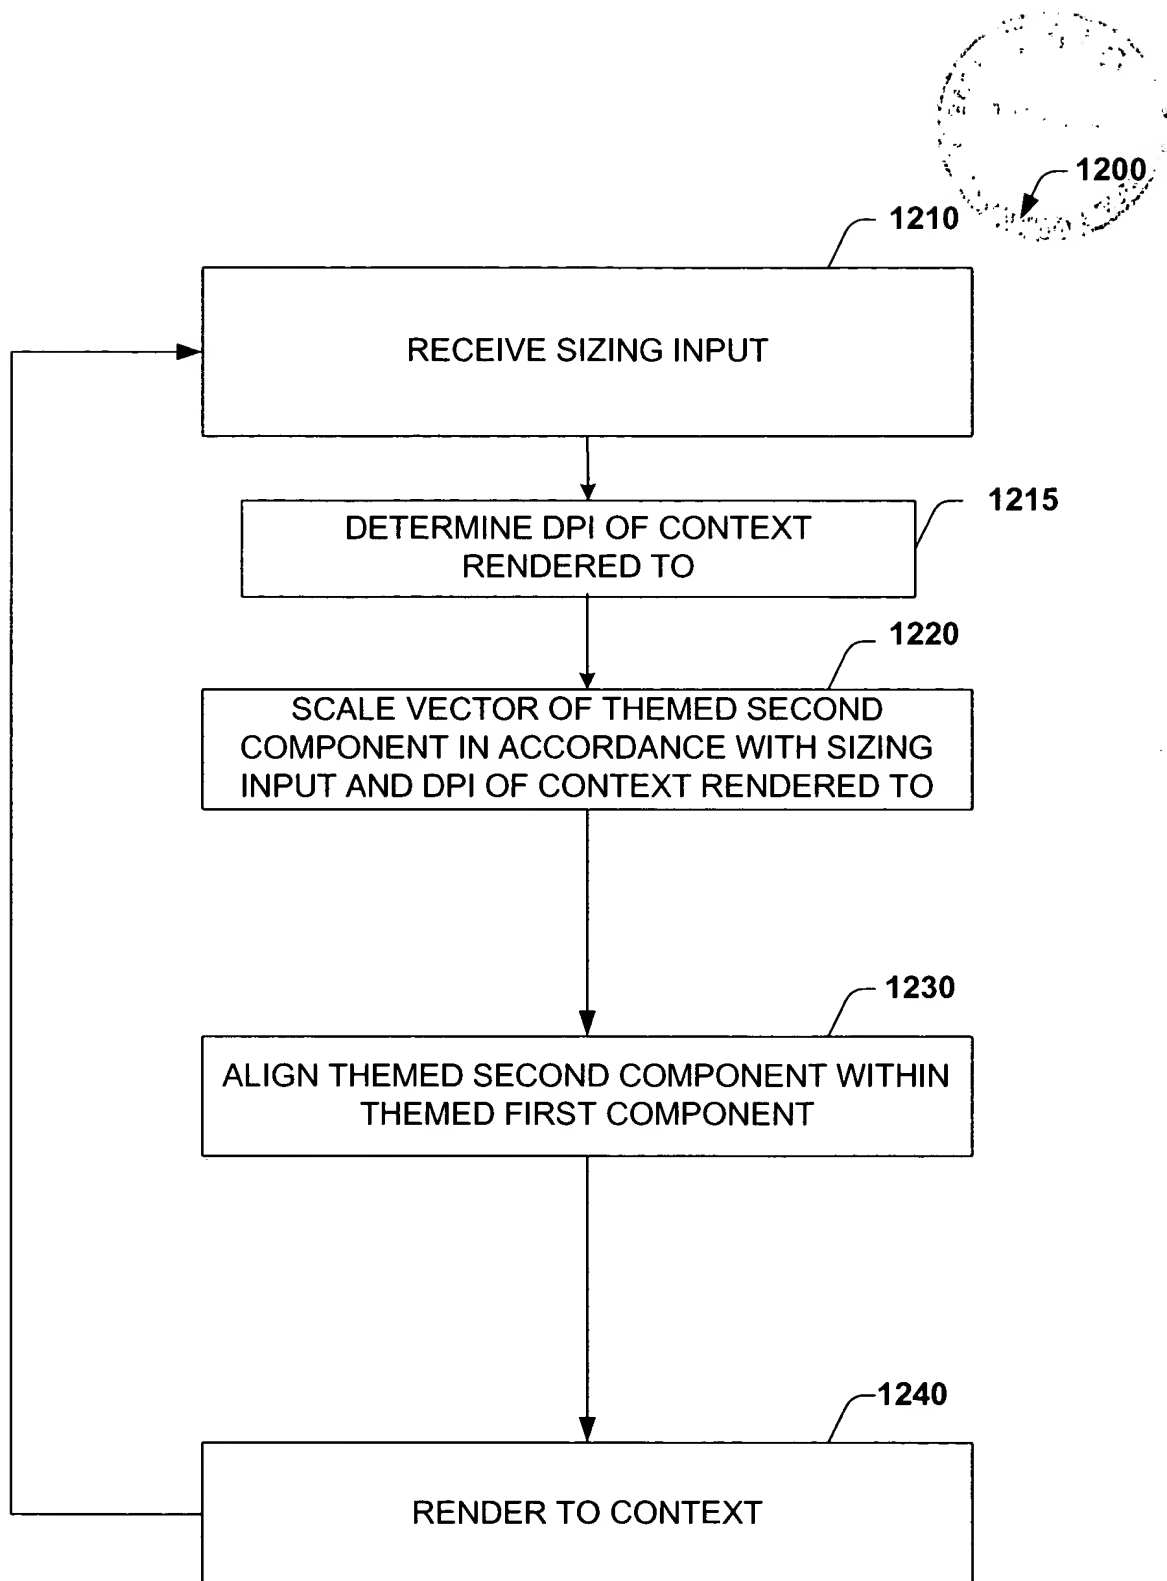 1200
1210
RECEIVE SIZING INPUT
1215
DETERMINE DPI OF CONTEXT
RENDERED TO
1220
SCALE VECTOR OF THEMED SECOND
COMPONENT IN ACCORDANCE WITH SIZING
INPUT AND DPI OF CONTEXT RENDERED TO
1230
ALIGN THEMED SECOND COMPONENT WITHIN
THEMED FIRST COMPONENT
1240
RENDER TO CONTEXT